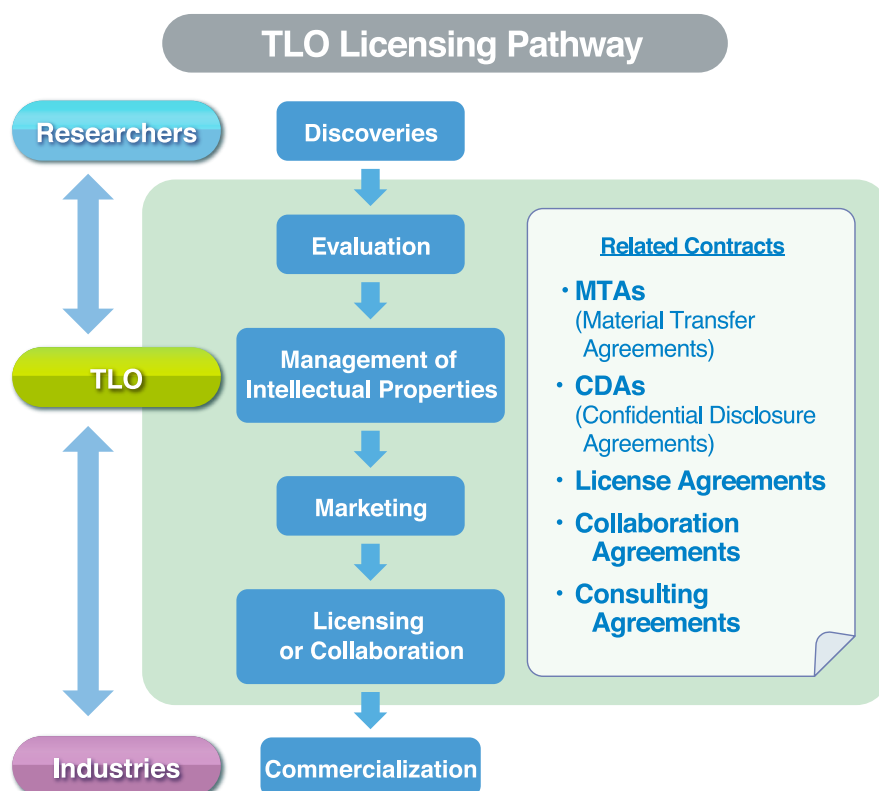 TLO Licensing Pathway
Researchers
Discoveries
Evaluation
TLO
Management of
Intellectual Properties
Marketing
Licensing
or Collaboration
Industries
Commercialization
Related Contracts
・MTAs
(Material Transfer
Agreements)
・CDAs
(Confidential Disclosure
Agreements)
・License Agreements
・Collaboration
Agreements
・Consulting
Agreements